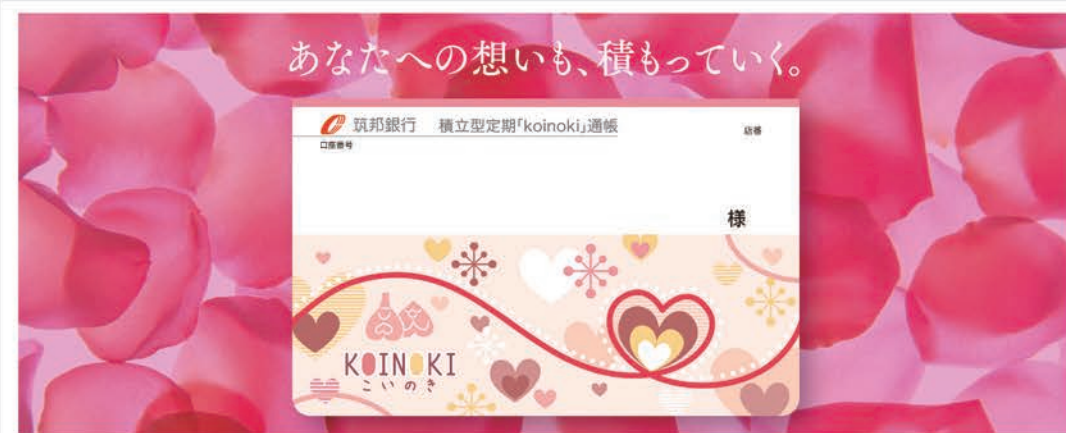 あなたへの想いも、積もっていく。
筑邦銀行　積立型定期「koinoki」通帳
店番
口座番号
様
KOINOKI
こいのき